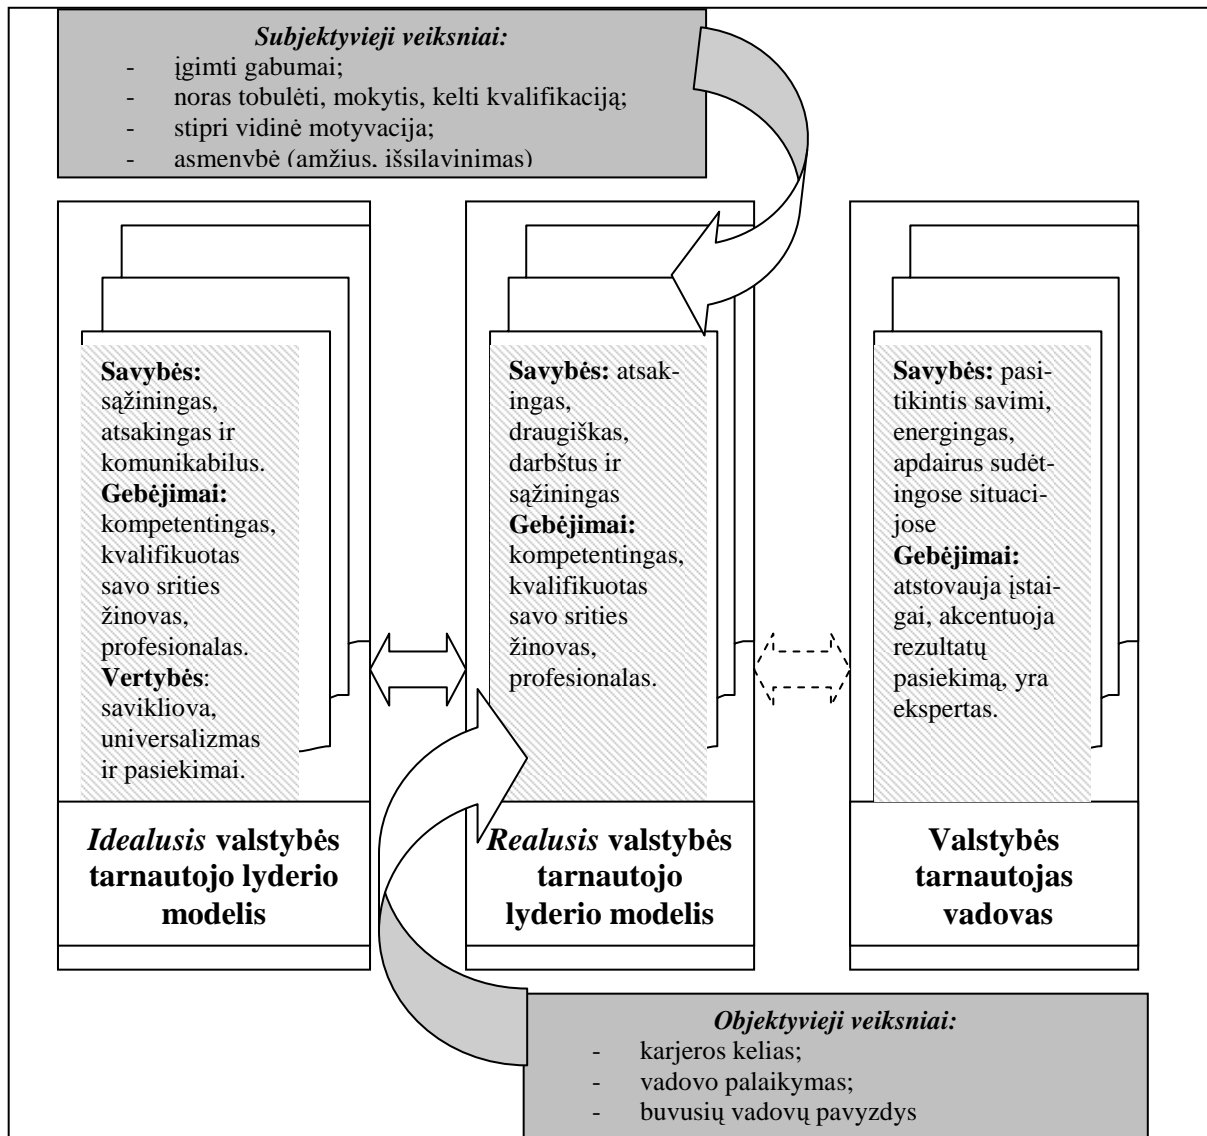 Subjektyvieji veiksniai:
- įgimti gabumai;
- noras tobulėti, mokytis, kelti kvalifikaciją;
- stipri vidinė motyvacija;
- asmenybė (amžius, išsilavinimas)
Savybės:
sąžiningas,
atsakingas ir
komunikabilus.
Gebėjimai:
kompetentingas,
kvalifikuotas
savo srities
žinovas,
profesionalas.
Vertybės:
savikliova,
universalizmas
ir pasiekimai.
Idealusis valstybės
tarnautojo lyderio
modelis
Savybės: atsak-
ingas,
draugiškas,
darbštus ir
sąžiningas
Gebėjimai:
kompetentingas,
kvalifikuotas
savo srities
žinovas,
profesionalas.
Realusis valstybės
tarnautojo
lyderio modelis
Savybės: pasi-
tikintis savimi,
energingas,
apdairus sudėt-
ingose situaci-
jose
Gebėjimai:
atstovauja įstai-
gai, akcentuoja
rezultatų
pasiekimą, yra
ekspertas.
Valstybės
tarnautojas
vadovas
Objektyvieji veiksniai:
- karjeros kelias;
- vadovo palaikymas;
- buvusių vadovų pavyzdys